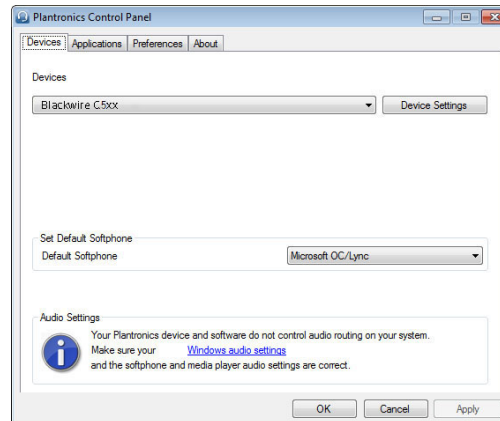 Plantronics Control Panel
Devices Applications Preferences About
Devices
Blackwire C5xx Device Settings
Set Default Softphone
Default Softphone Microsoft OC/Lync
Audio Settings
Your Plantronics device and software do not control audio routing on your system.
Make sure your Windows audio settings
and the softphone and media player audio settings are correct.
OK Cancel Apply